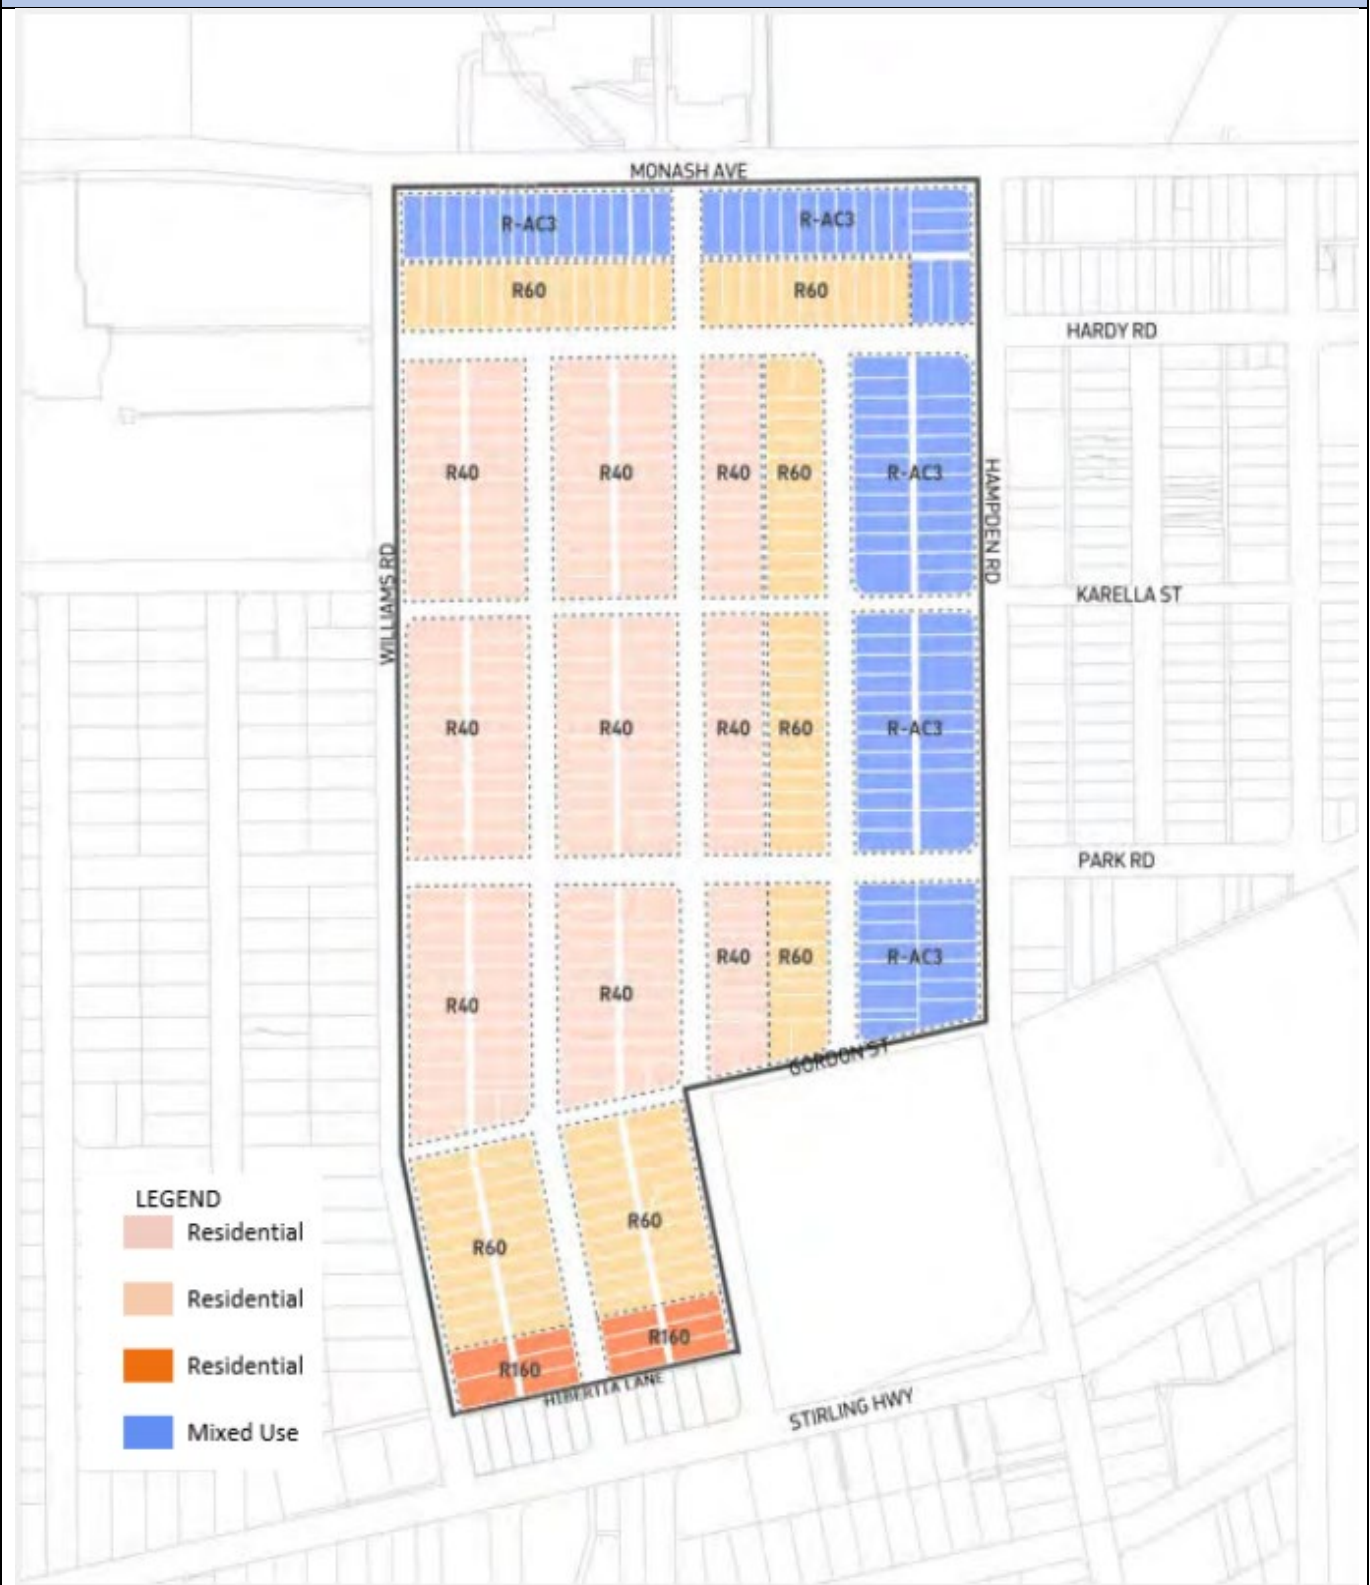 MONASH AVE
R-AC3
R-AC3
R60
R60
HARDY RD
R40
R40
R40
R60
R-AC3
HAMPDEN RD
WILLIAMS RD
KARELLA ST
R40
R40
R40
R60
R-AC3
PARK RD
R40
R60
R-AC3
R40
R40
GORDON ST
LEGEND
Residential
Residential
Residential
Mixed Use
R60
R60
R160
R160
HIBERTIA LANE
STIRLING HWY